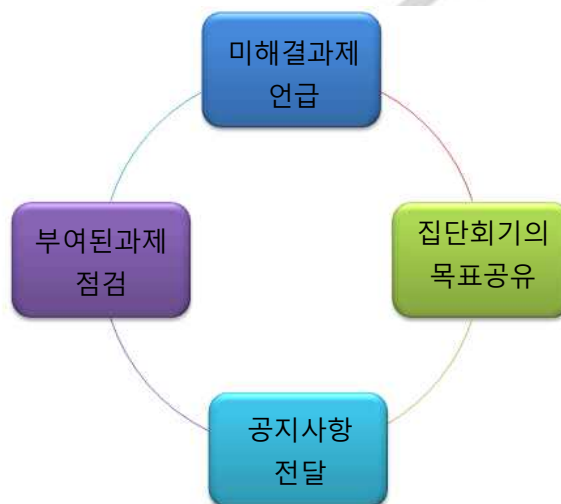 미해결과제
언급
부여된과제
점검
집단회기의
목표공유
공지사항
전달